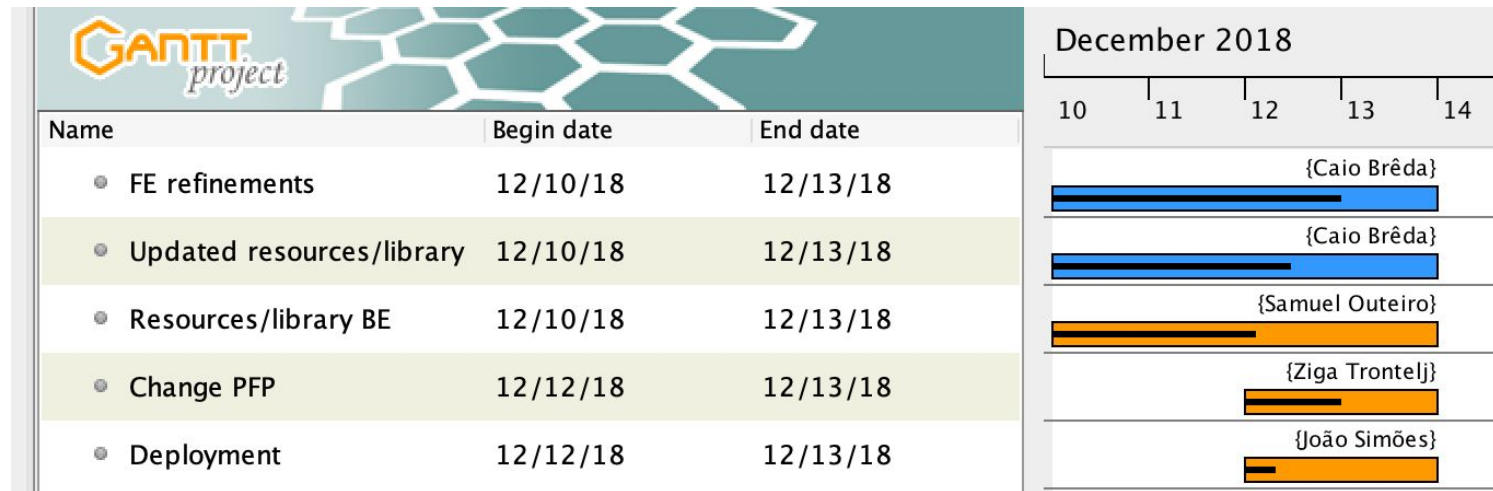 GANTT
project
December 2018
10 11 12 13 14
Name Begin date End date
{Caio Brêda}
FE refinements 12/10/18 12/13/18
{Caio Brêda}
Updated resources/library 12/10/18 12/13/18
{Samuel Outeiro}
Resources/library BE 12/10/18 12/13/18
{Ziga Trontelj}
Change PFP 12/12/18 12/13/18
{João Simões}
Deployment 12/12/18 12/13/18